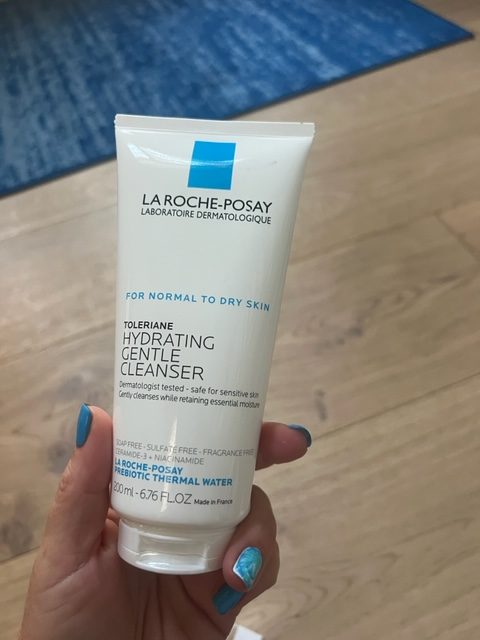 LA ROCHE-POSAY
LABORATOIRE DERMATOLOGIQUE
FOR NORMAL TO DRY SKIN
TOLERIANE
HYDRATING
GENTLE
CLEANSER
Dermatologist tested - safe for sensitive skin
Gently cleanses while retaining essential moisture
SOAP FREE - SULFATE FREE - FRAGRANCE FREE
CERAMIDE-3 + NIACINAMIDE
LA ROCHE-POSAY
PREBIOTIC THERMAL WATER
200 ml - 6.76 FL.OZ Made in France